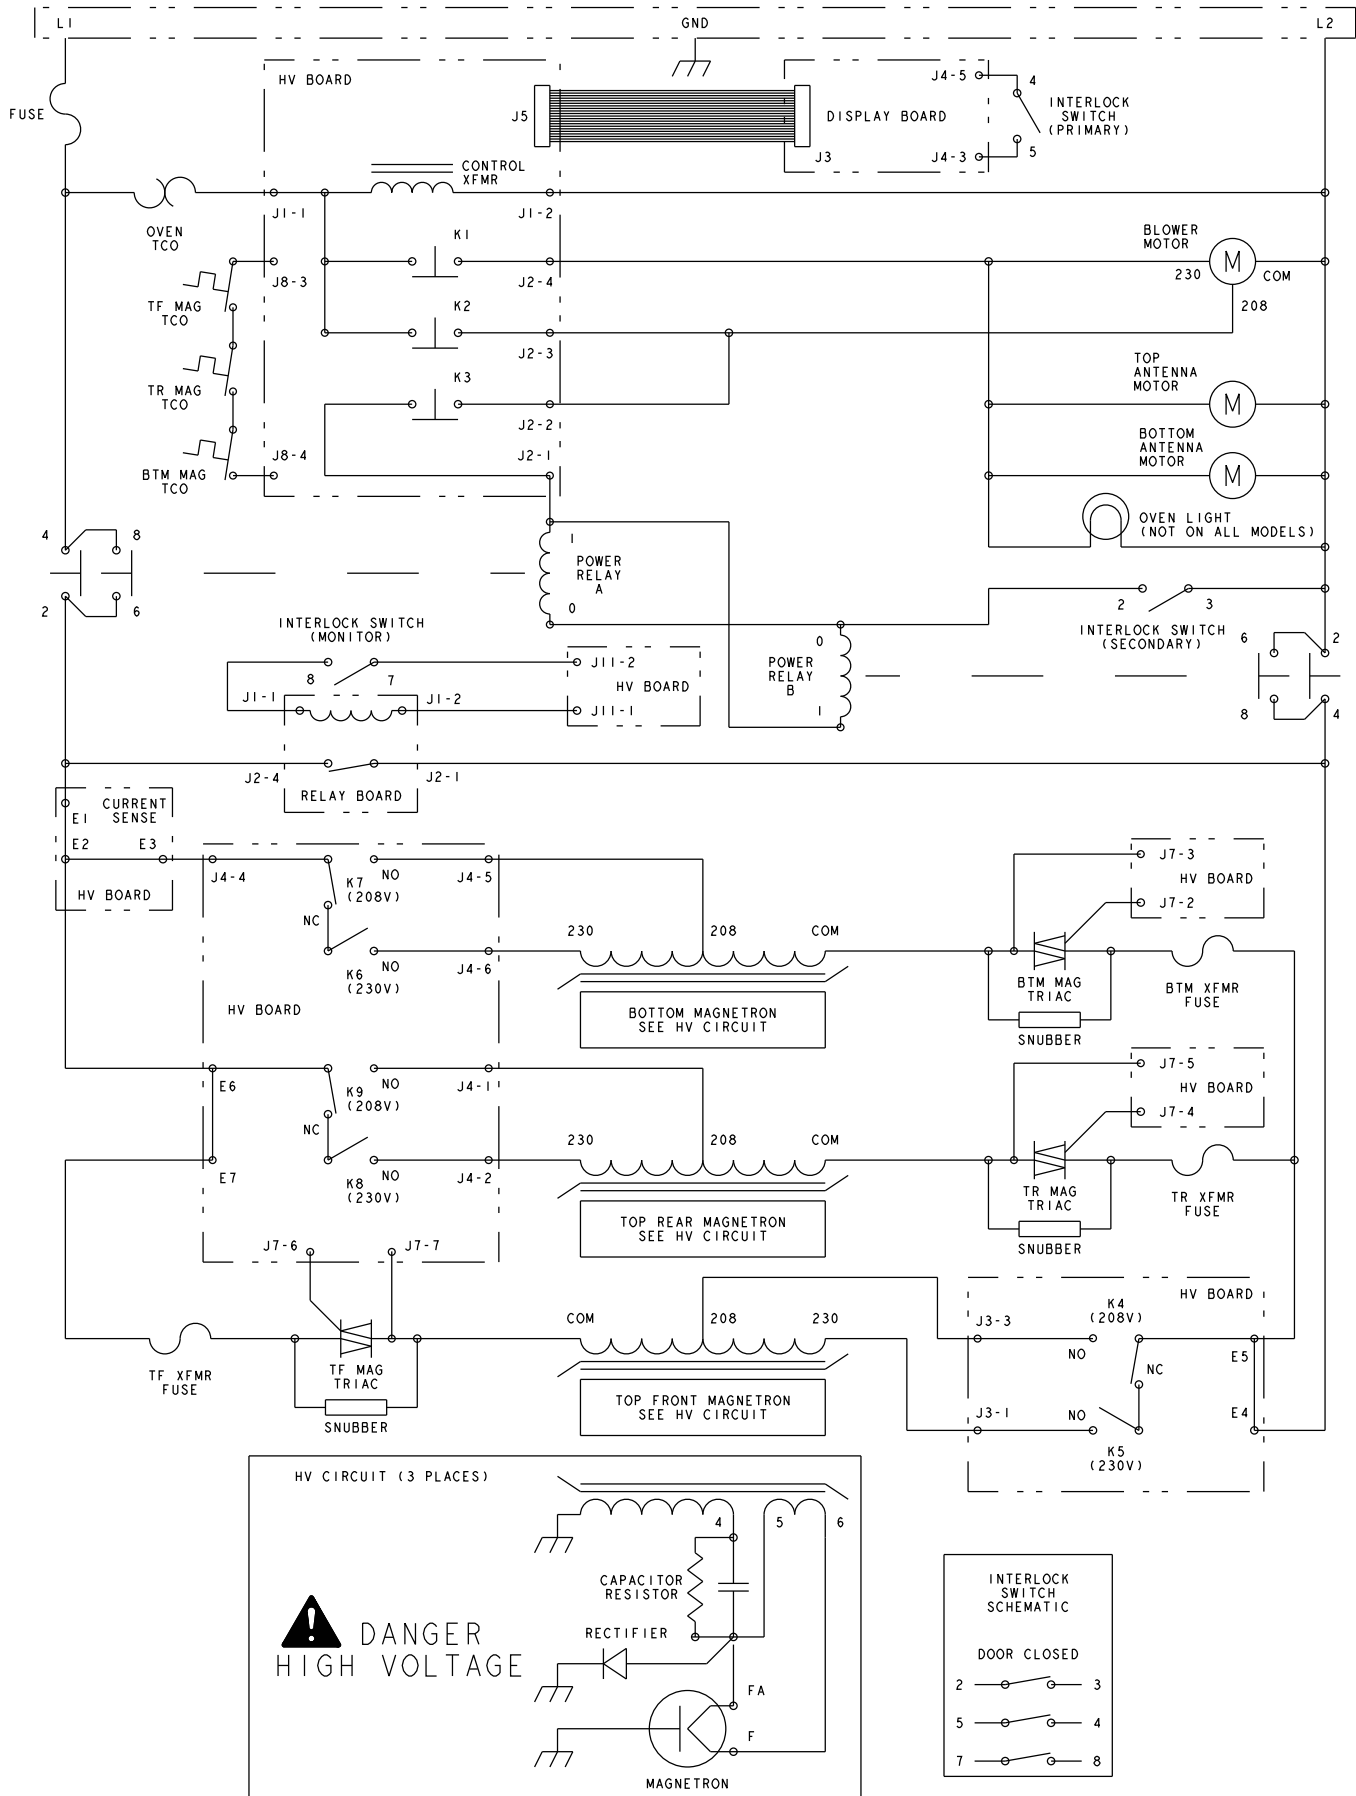 L1 GND L2
HV BOARD
FUSE
J5
DISPLAY BOARD
J3
J4-5
J4-3
4
5
INTERLOCK
SWITCH
(PRIMARY)
CONTROL
XFMR
J1-1
J1-2
OVEN
TCO
K1
J8-3
J2-4
BLOWER
MOTOR
230
M
COM
208
TF MAG
TCO
K2
J2-3
TR MAG
TCO
K3
J2-2
TOP
ANTENNA
MOTOR
M
J8-4
J2-1
BTM MAG
TCO
BOTTOM
ANTENNA
MOTOR
M
OVEN LIGHT
(NOT ON ALL MODELS)
4 8
2 6
1
POWER
RELAY
A
0
2 3
INTERLOCK SWITCH
(SECONDARY)
INTERLOCK SWITCH
(MONITOR)
8 7
J11-2
HV BOARD
J11-1
0
POWER
RELAY
B
1
6 2
8 4
J1-1
J1-2
J2-4
J2-1
RELAY BOARD
CURRENT
SENSE
E1
E2 E3
HV BOARD
J4-4
K7
(208V)
NO
J4-5
NC
K6
(230V)
NO
J4-6
HV BOARD
230 208 COM
BOTTOM MAGNETRON
SEE HV CIRCUIT
J7-3
HV BOARD
J7-2
BTM MAG
TRIAC
SNUBBER
BTM XFMR
FUSE
E6
K9
(208V)
NO
J4-1
NC
E7
K8
(230V)
NO
J4-2
230 208 COM
TOP REAR MAGNETRON
SEE HV CIRCUIT
J7-5
HV BOARD
J7-4
TR MAG
TRIAC
SNUBBER
TR XFMR
FUSE
J7-6
J7-7
TF XFMR
FUSE
TF MAG
TRIAC
SNUBBER
COM 208 230
TOP FRONT MAGNETRON
SEE HV CIRCUIT
HV BOARD
J3-3
K4
(208V)
NO
NC
E5
J3-1
NO
K5
(230V)
E4
HV CIRCUIT (3 PLACES)
4 5 6
CAPACITOR
RESISTOR
RECTIFIER
DANGER
HIGH VOLTAGE
FA
F
MAGNETRON
INTERLOCK
SWITCH
SCHEMATIC
DOOR CLOSED
2 3
5 4
7 8